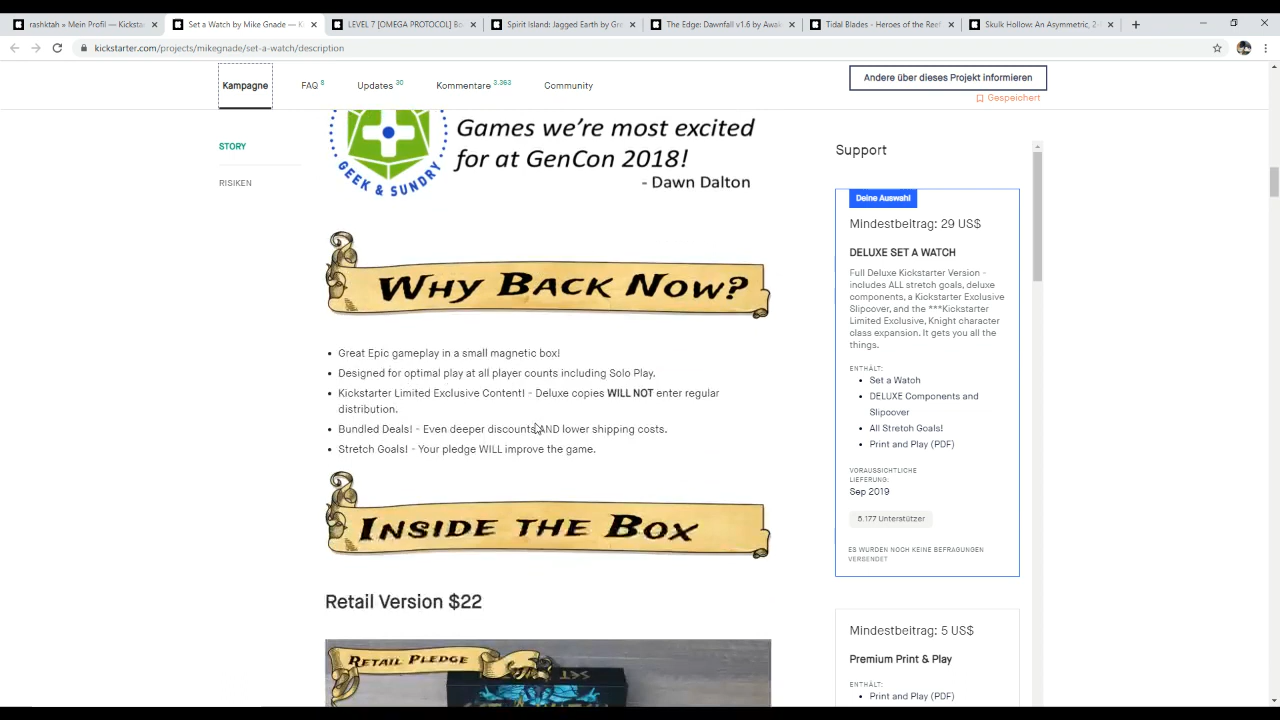 rashktah » Mein Profil — Kicksta
Set a Watch by Mike Gnade — K
LEVEL 7 [OMEGA PROTOCOL] Bo
Spirit Island: Jagged Earth by Gre
The Edge: Dawnfall v1.6 by Awak
Tidal Blades - Heroes of the Reef
Skulk Hollow: An Asymmetric, 2-
kickstarter.com/projects/mikegnade/set-a-watch/description
Kampagne
FAQ 8
Updates 30
Kommentare 3.363
Community
Andere über dieses Projekt informieren
Gespeichert
STORY
RISIKEN
GEEK & SUNDRY
Games we're most excited
for at GenCon 2018!
- Dawn Dalton
Why Back Now?
Great Epic gameplay in a small magnetic box!
Designed for optimal play at all player counts including Solo Play.
Kickstarter Limited Exclusive Content! - Deluxe copies WILL NOT enter regular
distribution.
Bundled Deals! - Even deeper discounts AND lower shipping costs.
Stretch Goals! - Your pledge WILL improve the game.
Inside the Box
Retail Version $22
Retail Pledge
SET
Support
Deine Auswahl
Mindestbeitrag: 29 US$
DELUXE SET A WATCH
Full Deluxe Kickstarter Version -
includes ALL stretch goals, deluxe
components, a Kickstarter Exclusive
Slipcover, and the ***Kickstarter
Limited Exclusive, Knight character
class expansion. It gets you all the
things.
ENTHÄLT:
Set a Watch
DELUXE Components and
Slipcover
All Stretch Goals!
Print and Play (PDF)
VORAUSSICHTLICHE
LIEFERUNG:
Sep 2019
5.177 Unterstützer
ES WURDEN NOCH KEINE BEFRAGUNGEN
VERSENDET
Mindestbeitrag: 5 US$
Premium Print & Play
ENTHÄLT:
Print and Play (PDF)